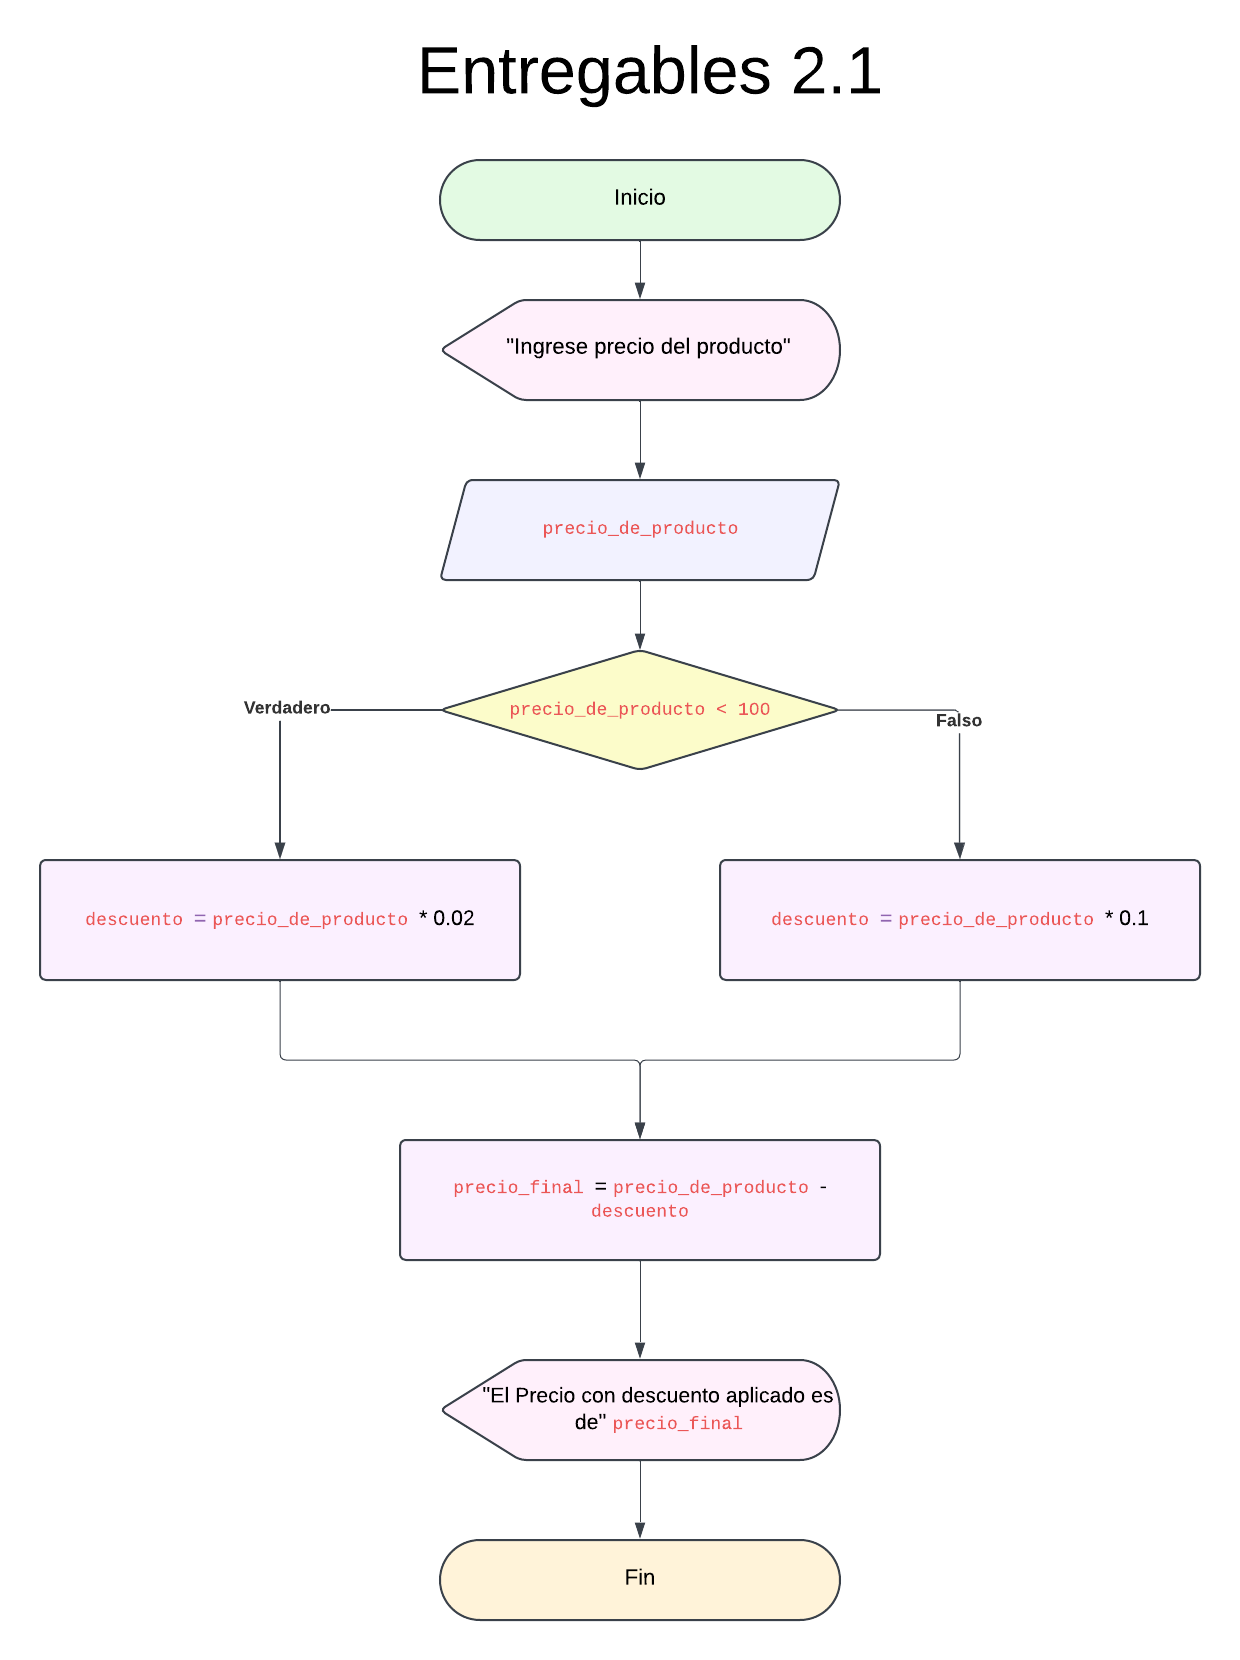 Entregables 2.1
Inicio
"Ingrese precio del producto"
precio_de_producto
precio_de_producto < 100
Verdadero
Falso
descuento = precio_de_producto * 0.02
descuento = precio_de_producto * 0.1
precio_final = precio_de_producto -
descuento
"El Precio con descuento aplicado es
de" precio_final
Fin